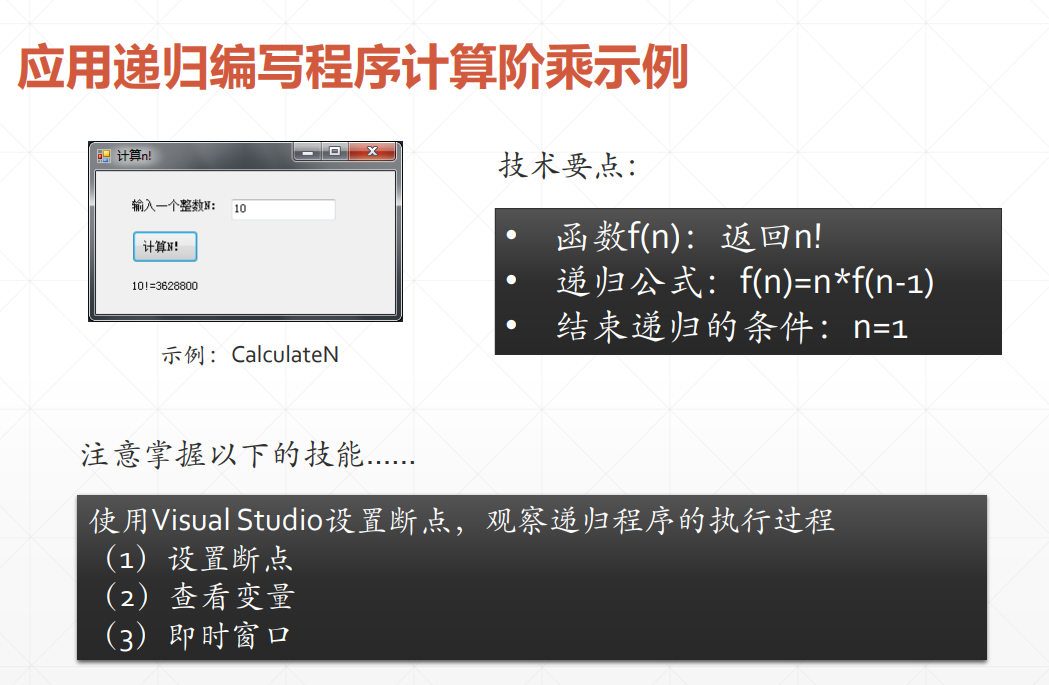 应用递归编写程序计算阶乘示例
计算n!
输入一个整数N:
10
计算N!
10!=3628800
示例：CalculateN
技术要点：
• 函数f(n)：返回n!
• 递归公式：f(n)=n*f(n-1)
• 结束递归的条件：n=1
注意掌握以下的技能……
使用Visual Studio设置断点，观察递归程序的执行过程
（1）设置断点
（2）查看变量
（3）即时窗口